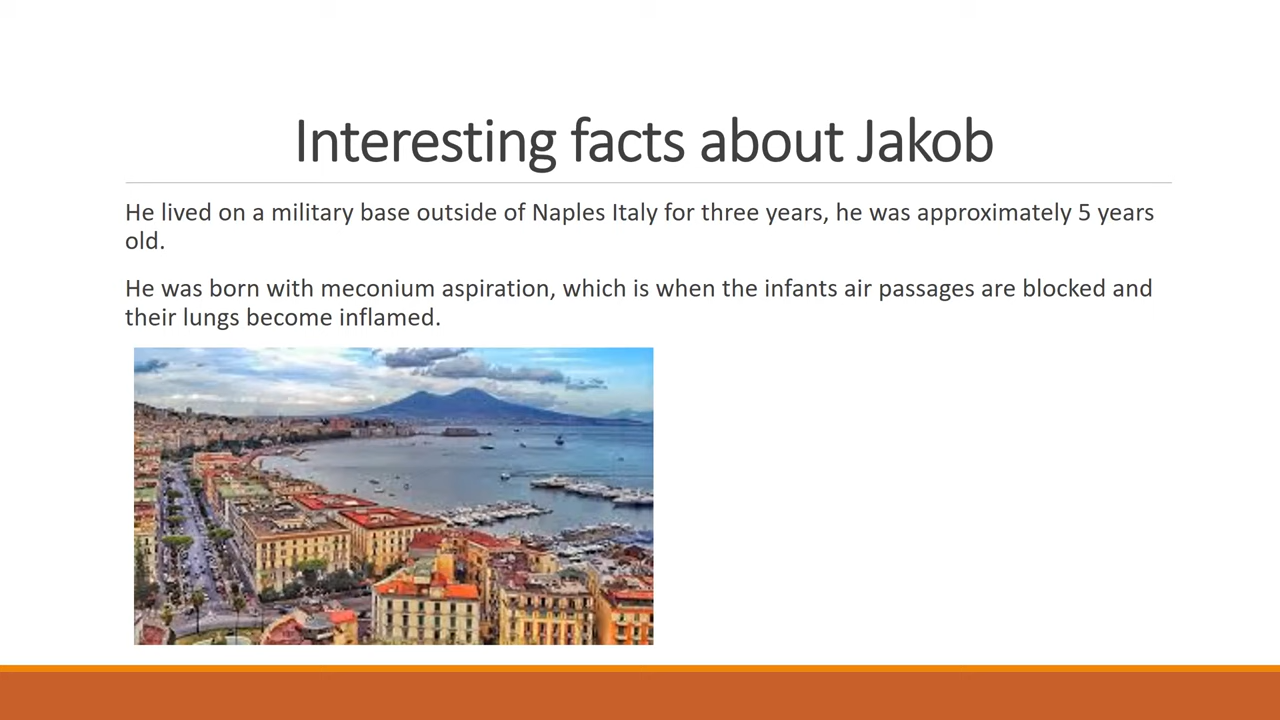 Interesting facts about Jakob
He lived on a military base outside of Naples Italy for three years, he was approximately 5 years
old.
He was born with meconium aspiration, which is when the infants air passages are blocked and
their lungs become inflamed.